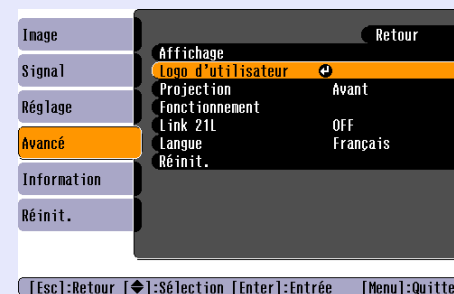 Image
Signal
Réglage
Avancé
Information
Réinit.
Retour
Affichage
Logo d'utilisateur
Projection Avant
Fonctionnement
Link 21L OFF
Langue Français
Réinit.
[Esc]:Retour [◆]:Sélection [Enter]:Entrée [Menu]:Quitte